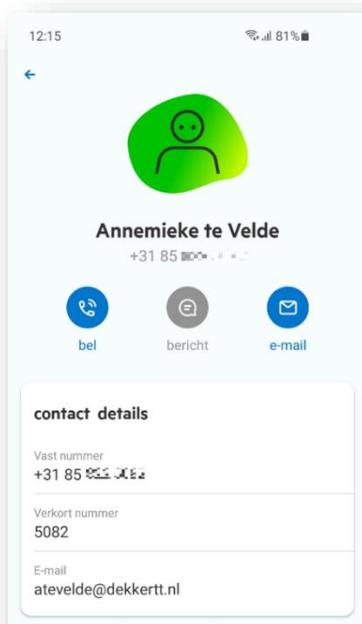 12:15 81%
Annemieke te Velde
+31 85
bel bericht e-mail
contact details
Vast nummer
+31 85
Verkort nummer
5082
E-mail
atevelde@dekkertt.nl